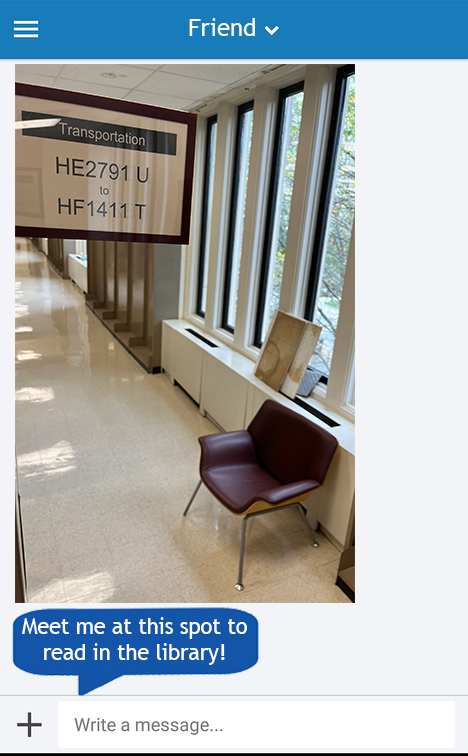 Friend
Transportation
HE2791 U
to
HF1411 T
Meet me at this spot to
read in the library!
Write a message...